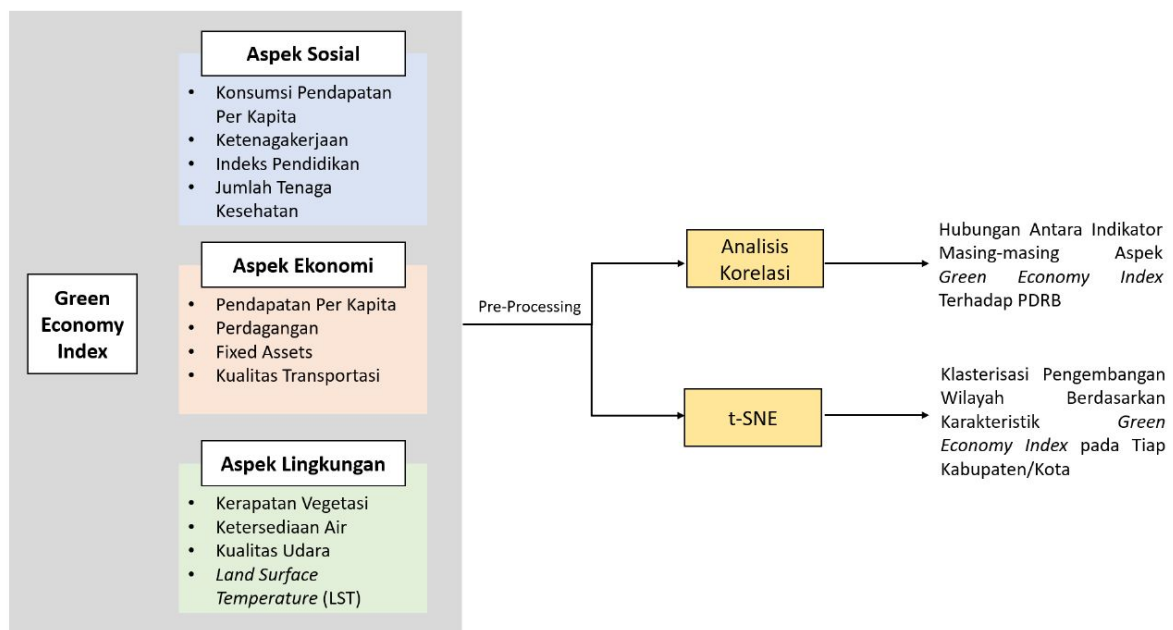 Green
Economy
Index
Aspek Sosial
• Konsumsi Pendapatan
Per Kapita
• Ketenagakerjaan
• Indeks Pendidikan
• Jumlah Tenaga
Kesehatan
Aspek Ekonomi
• Pendapatan Per Kapita
• Perdagangan
• Fixed Assets
• Kualitas Transportasi
Aspek Lingkungan
• Kerapatan Vegetasi
• Ketersediaan Air
• Kualitas Udara
• Land Surface
Temperature (LST)
Pre-Processing
Analisis
Korelasi
Hubungan Antara Indikator
Masing-masing Aspek
Green Economy Index
Terhadap PDRB
t-SNE
Klasterisasi Pengembangan
Wilayah Berdasarkan
Karakteristik Green
Economy Index pada Tiap
Kabupaten/Kota